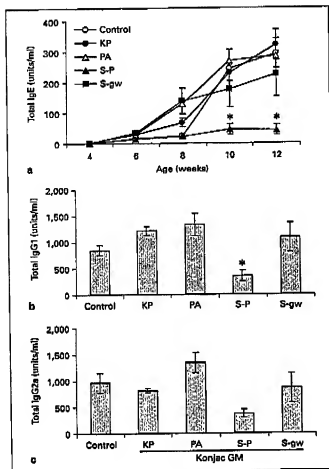 Total IgE (units/ml)
400
300
200
100
0
Control
KP
PA
S-P
S-gw
*
*
4
6
8
10
12
Age (weeks)
a
Total IgG1 (units/ml)
2,000
1,500
1,000
500
0
*
Control
KP
PA
S-P
S-gw
b
Total IgG2a (units/ml)
2,000
1,500
1,000
500
0
Control
KP
PA
S-P
S-gw
Konjac GM
c